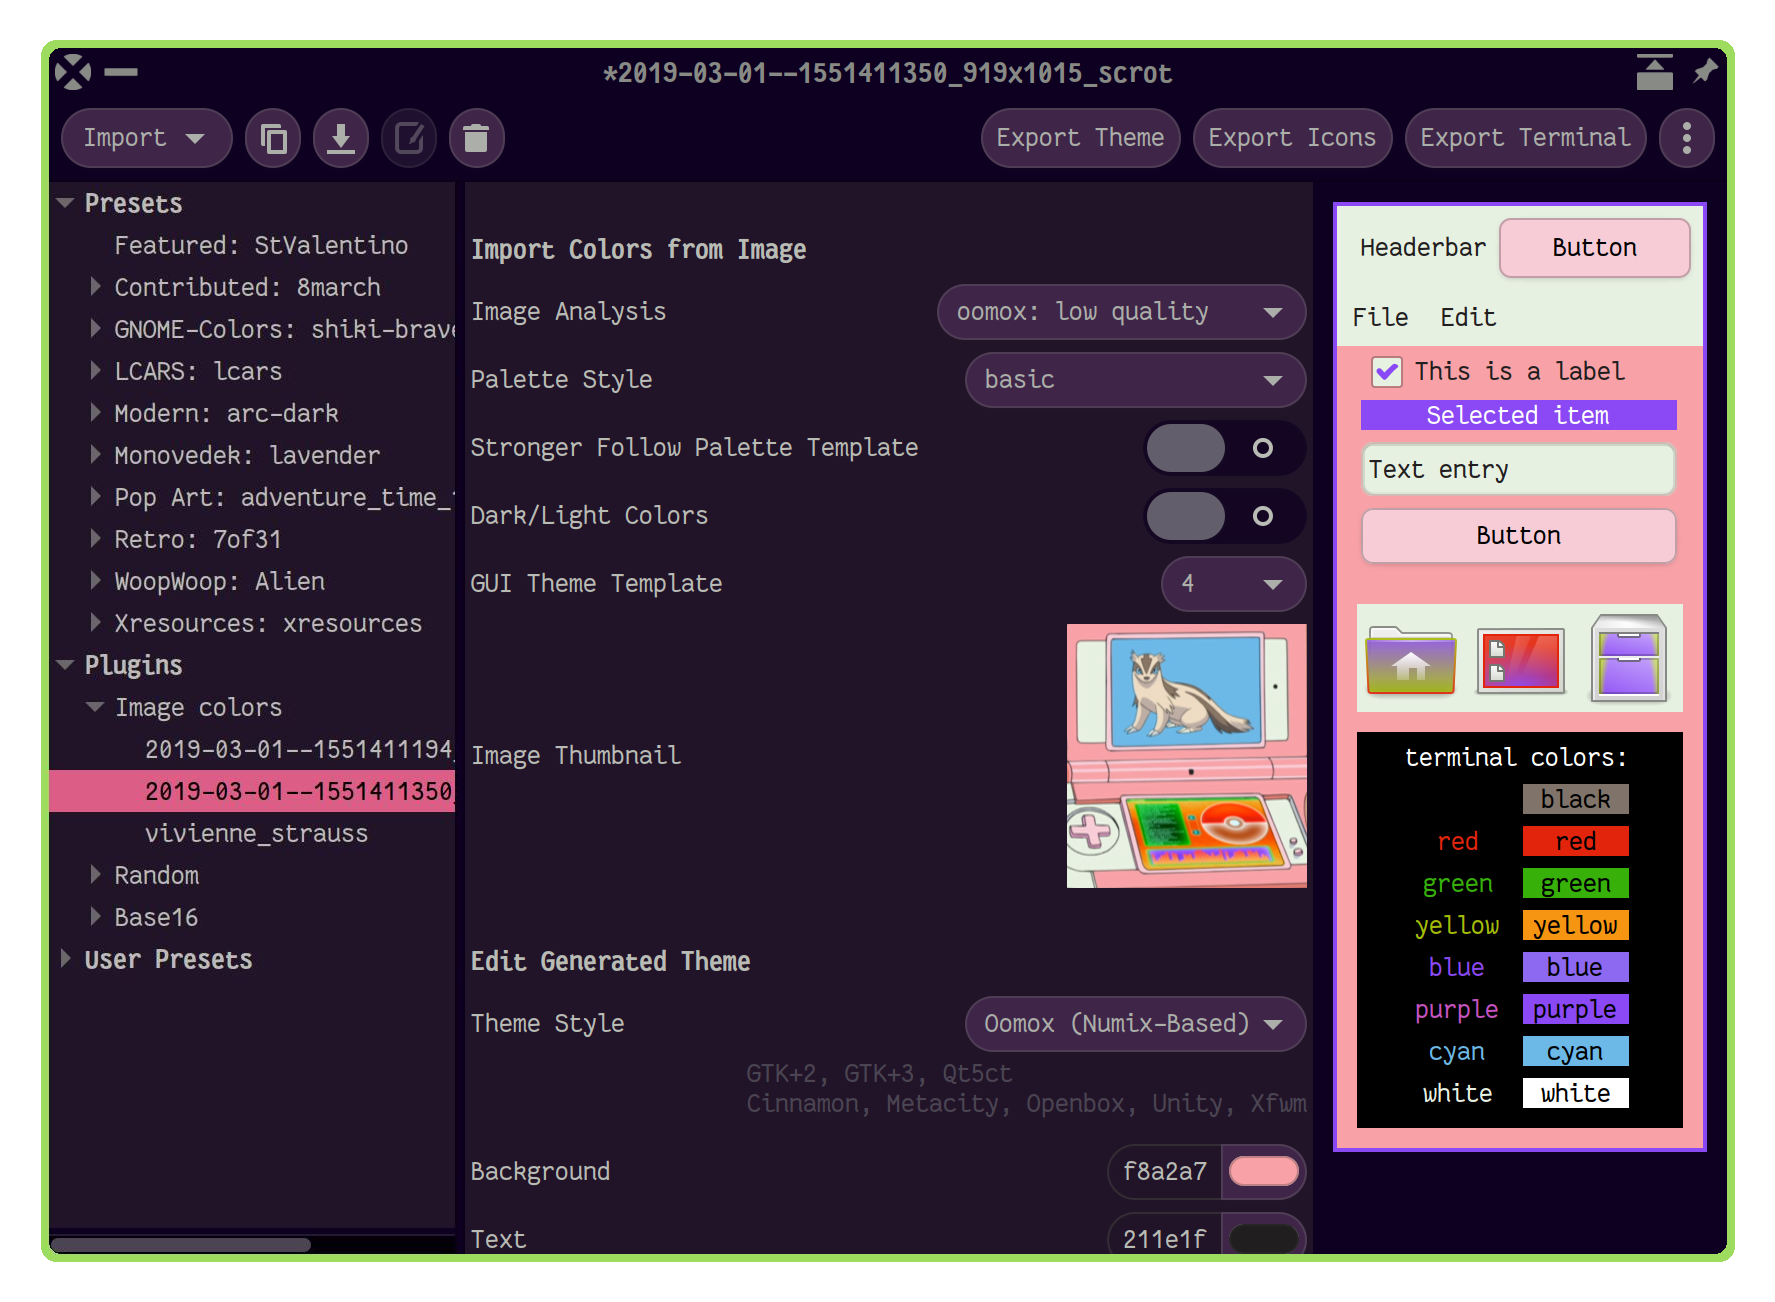 *2019-03-01--1551411350_919x1015_scrot
Import
Export Theme
Export Icons
Export Terminal
Presets
Featured: StValentino
Contributed: 8march
GNOME-Colors: shiki-brave
LCARS: lcars
Modern: arc-dark
Monovedek: lavender
Pop Art: adventure_time_
Retro: 7of31
WoopWoop: Alien
Xresources: xresources
Plugins
Image colors
2019-03-01--1551411194_
2019-03-01--1551411350_
vivienne_strauss
Random
Base16
User Presets
Import Colors from Image
Image Analysis
oomox: low quality
Palette Style
basic
Stronger Follow Palette Template
Dark/Light Colors
GUI Theme Template
4
Image Thumbnail
Edit Generated Theme
Theme Style
Oomox (Numix-Based)
GTK+2, GTK+3, Qt5ct
Cinnamon, Metacity, Openbox, Unity, Xfwm
Background
f8a2a7
Text
211e1f
Headerbar
Button
File Edit
This is a label
Selected item
Text entry
Button
terminal colors:
black
red red
green green
yellow yellow
blue blue
purple purple
cyan cyan
white white